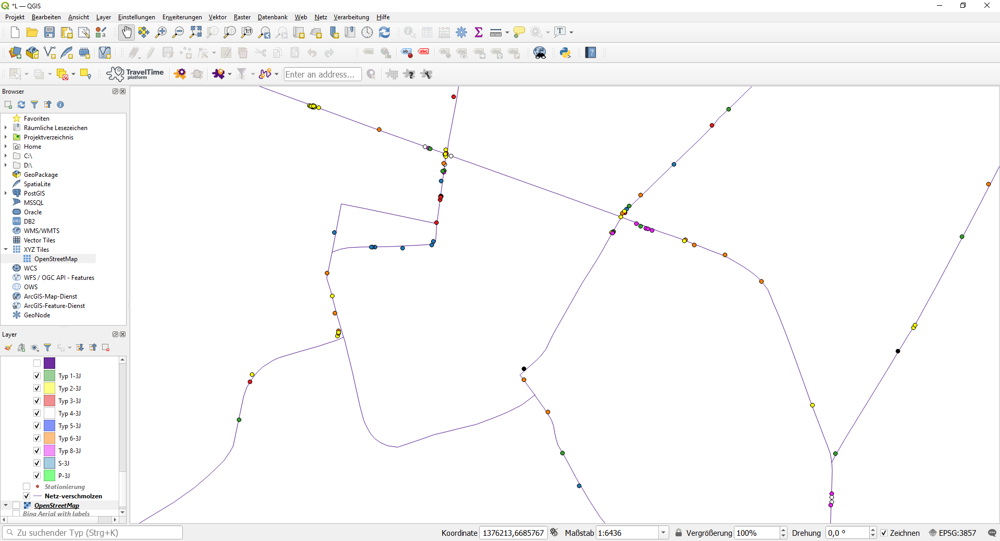 *L — QGIS
Projekt Bearbeiten Ansicht Layer Einstellungen Erweiterungen Vektor Raster Datenbank Web Netz Verarbeitung Hilfe
TravelTime
platform
Enter an address...
Browser
Favoriten
Räumliche Lesezeichen
Projektverzeichnis
Home
C:\
D:\
GeoPackage
SpatiaLite
PostGIS
MSSQL
Oracle
DB2
WMS/WMTS
Vector Tiles
XYZ Tiles
OpenStreetMap
WCS
WFS / OGC API - Features
OWS
ArcGIS-Map-Dienst
ArcGIS-Feature-Dienst
GeoNode
Layer
Typ 1-3J
Typ 2-3J
Typ 3-3J
Typ 4-3J
Typ 5-3J
Typ 6-3J
Typ 8-3J
S-3J
P-3J
Stationierung
Netz-verschmolzen
OpenStreetMap
Bing Aerial with labels
Zu suchender Typ (Strg+K)
Koordinate 1376213,6685767 Maßstab 1:6436 Vergrößerung 100% Drehung 0,0 ° Zeichnen EPSG:3857